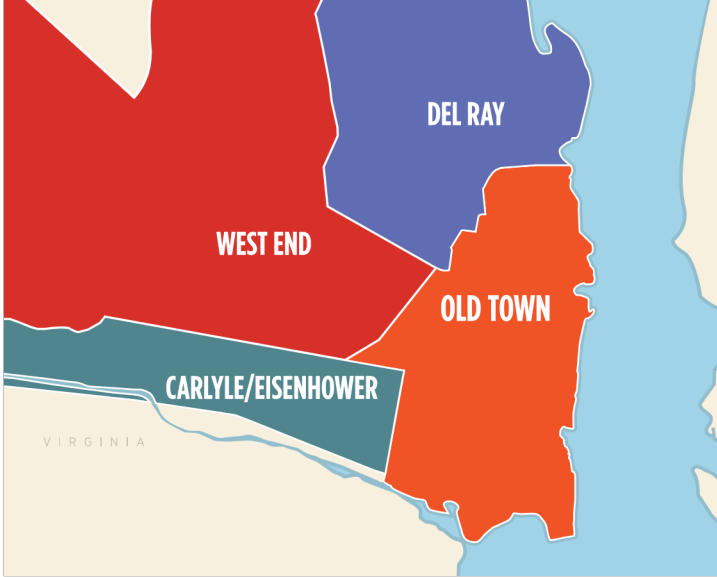 DEL RAY
WEST END
OLD TOWN
CARLYLE/EISENHOWER
VIRGINIA